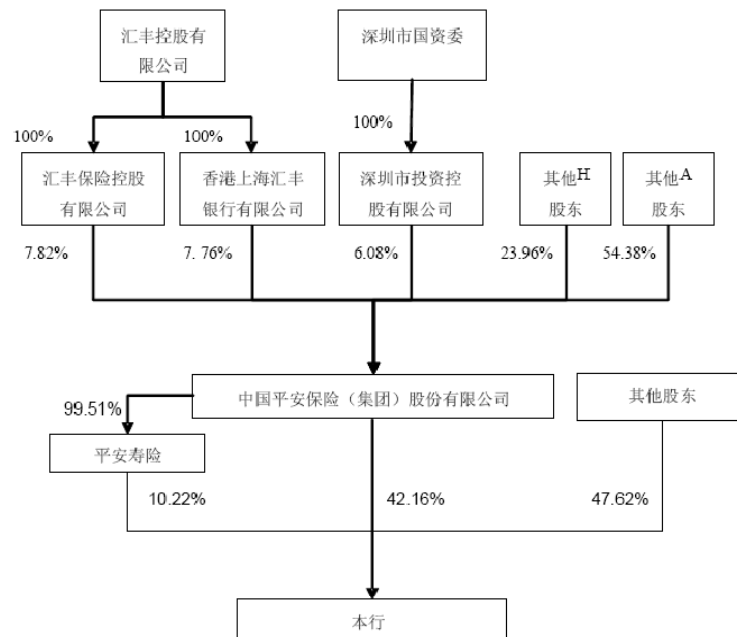 汇丰控股有
限公司
深圳市国资委
100%
100%
100%
汇丰保险控股
有限公司
香港上海汇丰
银行有限公司
深圳市投资控
股有限公司
其他H
股东
其他A
股东
7.82%
7. 76%
6.08%
23.96%
54.38%
中国平安保险（集团）股份有限公司
其他股东
99.51%
平安寿险
10.22%
42.16%
47.62%
本行